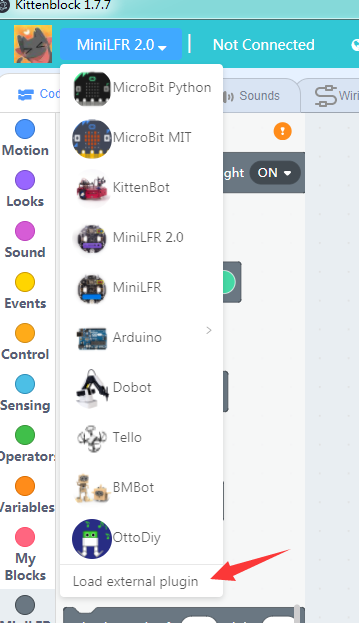 Kittenblock 1.7.7
MiniLFR 2.0
Not Connected
Sounds
Motion
Looks
Sound
Events
Control
Sensing
Operators
Variables
My
Blocks
MicroBit Python
MicroBit MIT
KittenBot
MiniLFR 2.0
MiniLFR
Arduino
Dobot
Tello
BMBot
OttoDiy
Load external plugin
ght ON